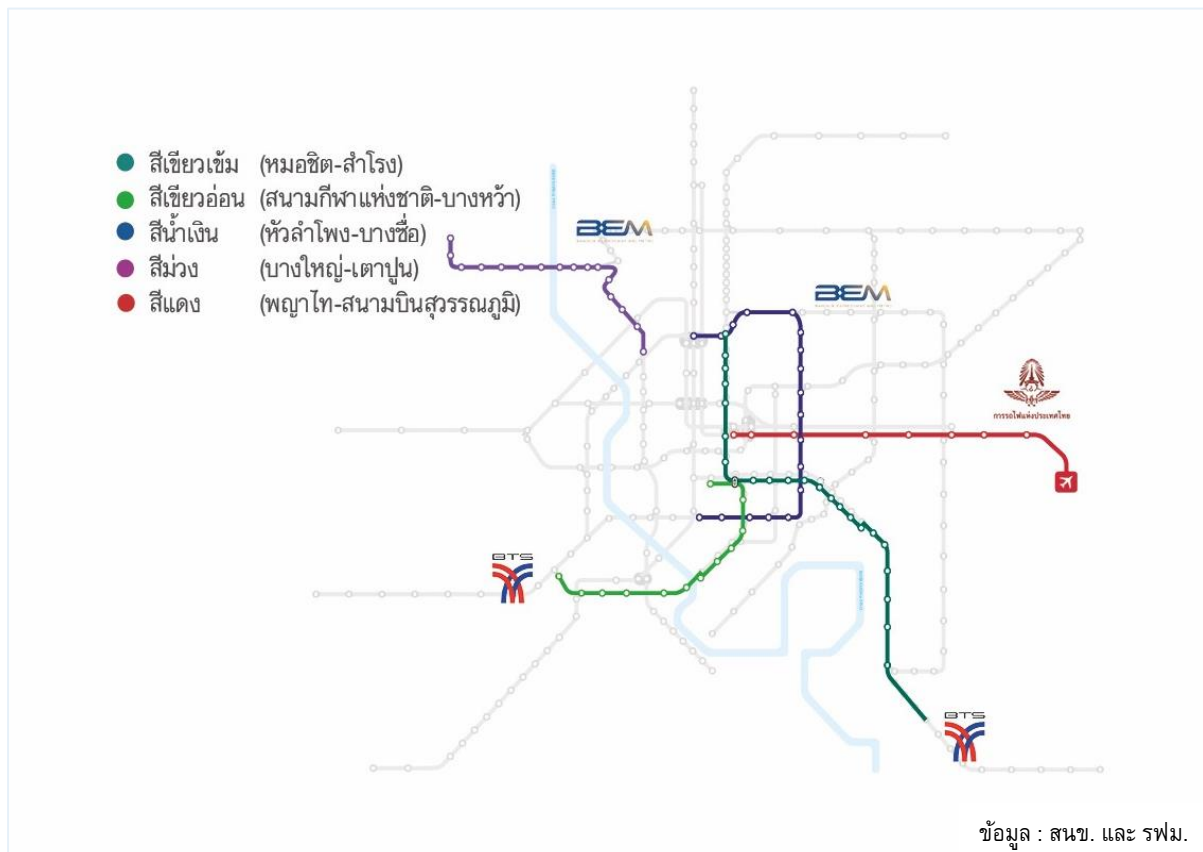 สีเขียวเข้ม (หมอชิต-สำโรง)
สีเขียวอ่อน (สนามกีฬาแห่งชาติ-บางหว้า)
สีน้ำเงิน (หัวลำโพง-บางซื่อ)
สีม่วง (บางใหญ่-เตาปูน)
สีแดง (พญาไท-สนามบินสุวรรณภูมิ)
BEM
BEM
การรถไฟแห่งประเทศไทย
BTS
BTS
ข้อมูล : สนข. และ รฟม.